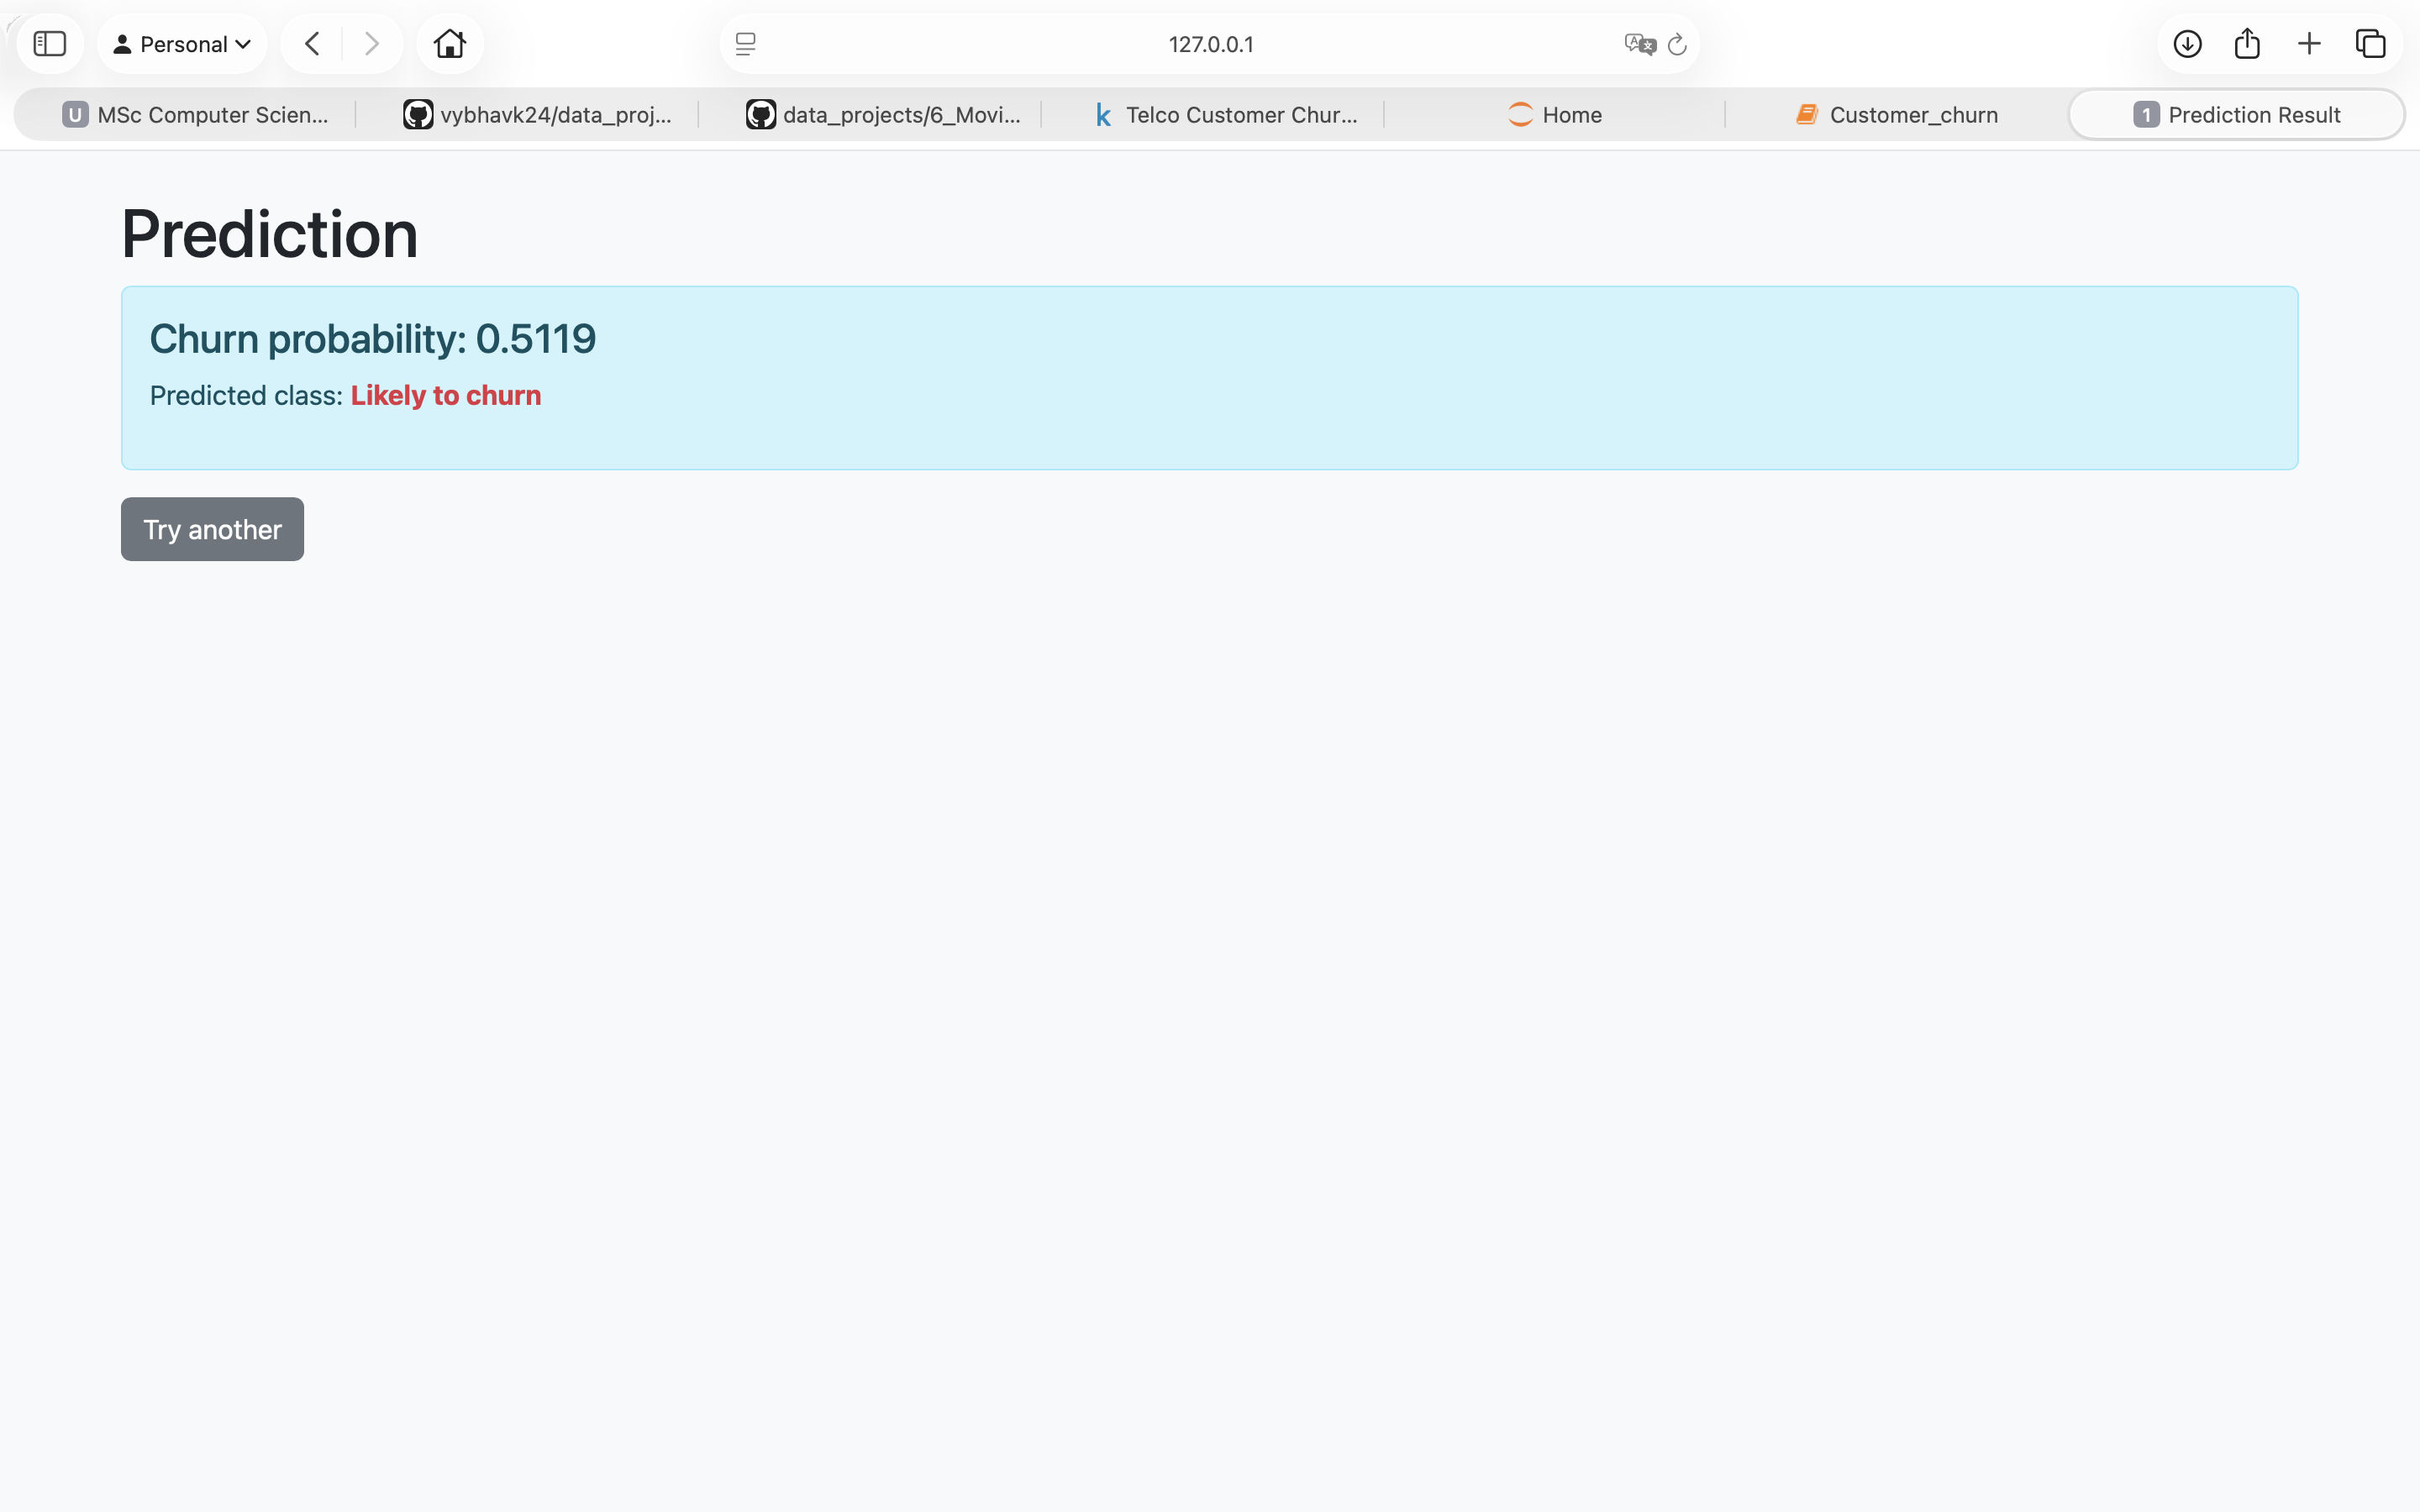 Personal
127.0.0.1
U MSc Computer Scien...
vybhavk24/data_proj...
data_projects/6_Movi...
k Telco Customer Chur...
Home
Customer_churn
1 Prediction Result
Prediction
Churn probability: 0.5119
Predicted class: Likely to churn
Try another